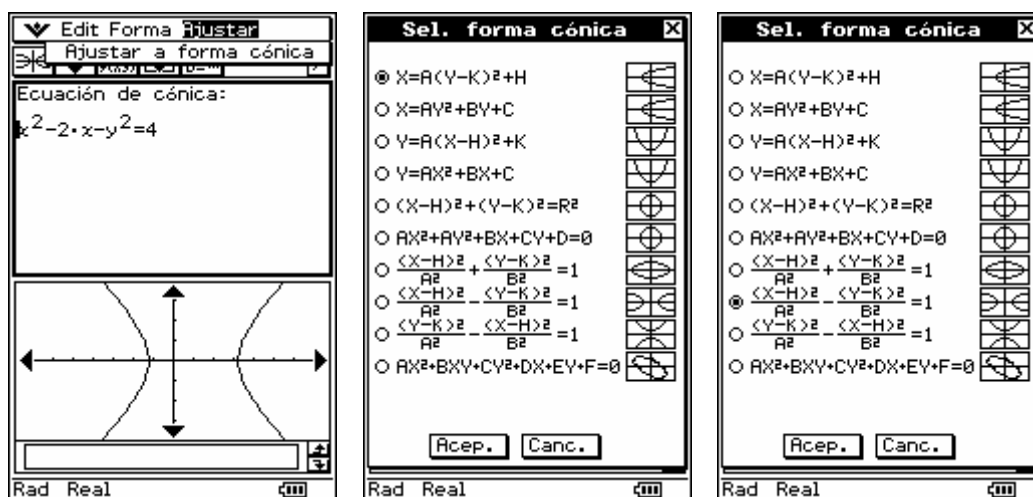 Edit Forma Ajustar
Ajustar a forma cónica
Ecuación de cónica:
x²-2·x-y²=4
Rad Real
Sel. forma cónica
X=A(Y-K)²+H
X=AY²+BY+C
Y=A(X-H)²+K
Y=AX²+BX+C
(X-H)²+(Y-K)²=R²
AX²+AY²+BX+CY+D=0
(X-H)²/A²+(Y-K)²/B²=1
(X-H)²/A²-(Y-K)²/B²=1
(Y-K)²/A²-(X-H)²/B²=1
AX²+BXY+CY²+DX+EY+F=0
Acep. Canc.
Rad Real
Sel. forma cónica
X=A(Y-K)²+H
X=AY²+BY+C
Y=A(X-H)²+K
Y=AX²+BX+C
(X-H)²+(Y-K)²=R²
AX²+AY²+BX+CY+D=0
(X-H)²/A²+(Y-K)²/B²=1
(X-H)²/A²-(Y-K)²/B²=1
(Y-K)²/A²-(X-H)²/B²=1
AX²+BXY+CY²+DX+EY+F=0
Acep. Canc.
Rad Real